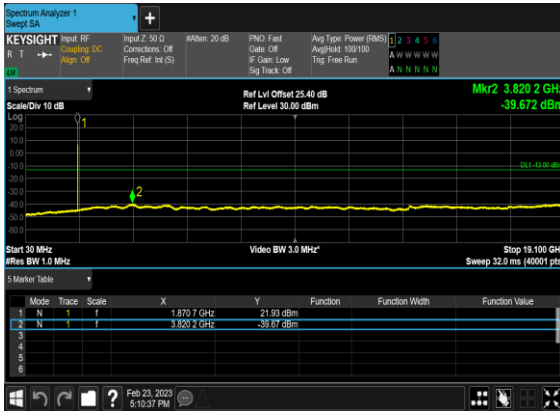 Spectrum Analyzer 1
Swept SA
+
KEYSIGHT Input: RF Input Z: 50 Ω #Atten: 20 dB PNO: Fast Avg Type: Power (RMS) 1 2 3 4 5 6
R T Coupling: DC Corrections: Off Gate: Off Avg|Hold: 100/100 A W W W W W
Align: Off Freq Ref: Int (S) IF Gain: Low Trig: Free Run
Sig Track: Off A N N N N N
1 Spectrum
Ref Lvl Offset 25.40 dB Mkr2 3.820 2 GHz
Scale/Div 10 dB Ref Level 30.00 dBm -39.672 dBm
Log
1
20.0
10.0
0.00
-10.0
DL1 -13.00 dBm
-20.0
-30.0
2
-40.0
-50.0
-60.0
Start 30 MHz Video BW 3.0 MHz* Stop 19.100 GH
#Res BW 1.0 MHz Sweep 32.0 ms (40001 pts
5 Marker Table
Mode Trace Scale X Y Function Function Width Function Value
1 N 1 f 1.870 7 GHz 21.93 dBm
2 N 1 f 3.820 2 GHz -39.67 dBm
3
4
5
6
? Feb 23, 2023
5:10:37 PM